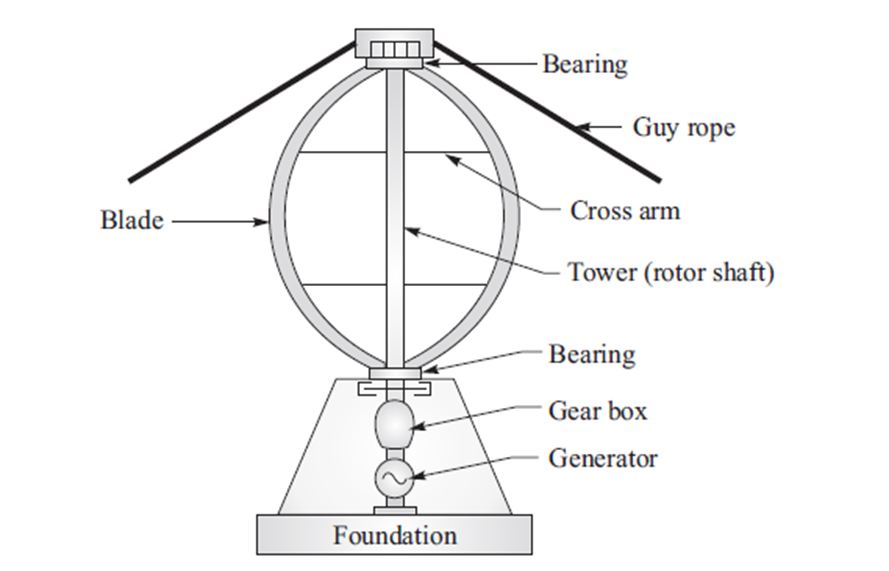 Bearing
Guy rope
Cross arm
Blade
Tower (rotor shaft)
Bearing
Gear box
Generator
Foundation